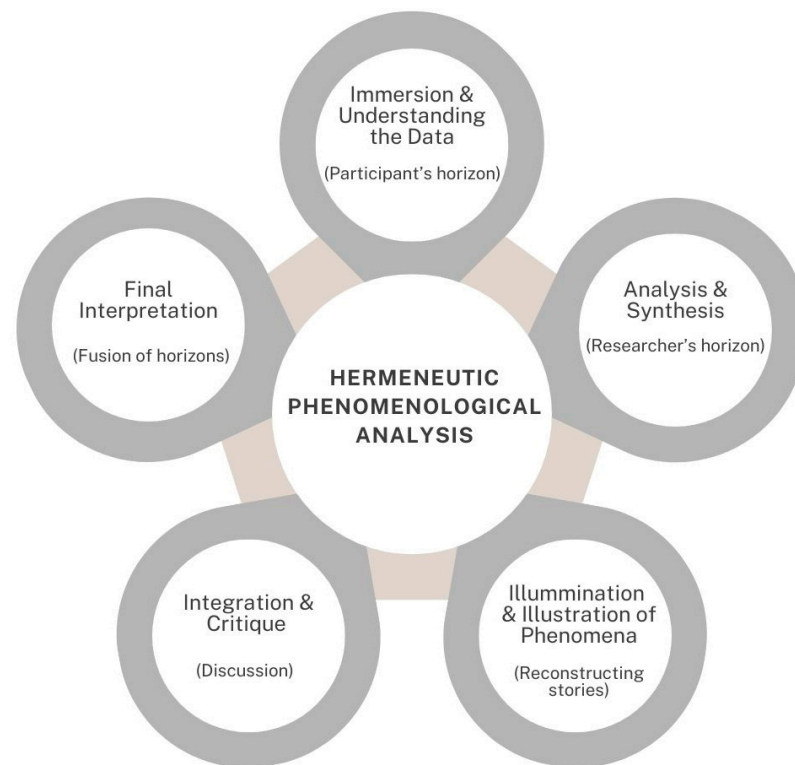 Immersion &
Understanding
the Data
(Participant's horizon)
Analysis &
Synthesis
(Researcher's horizon)
Illummination
& Illustration of
Phenomena
(Reconstructing
stories)
Integration &
Critique
(Discussion)
Final
Interpretation
(Fusion of horizons)
HERMENEUTIC
PHENOMENOLOGICAL
ANALYSIS